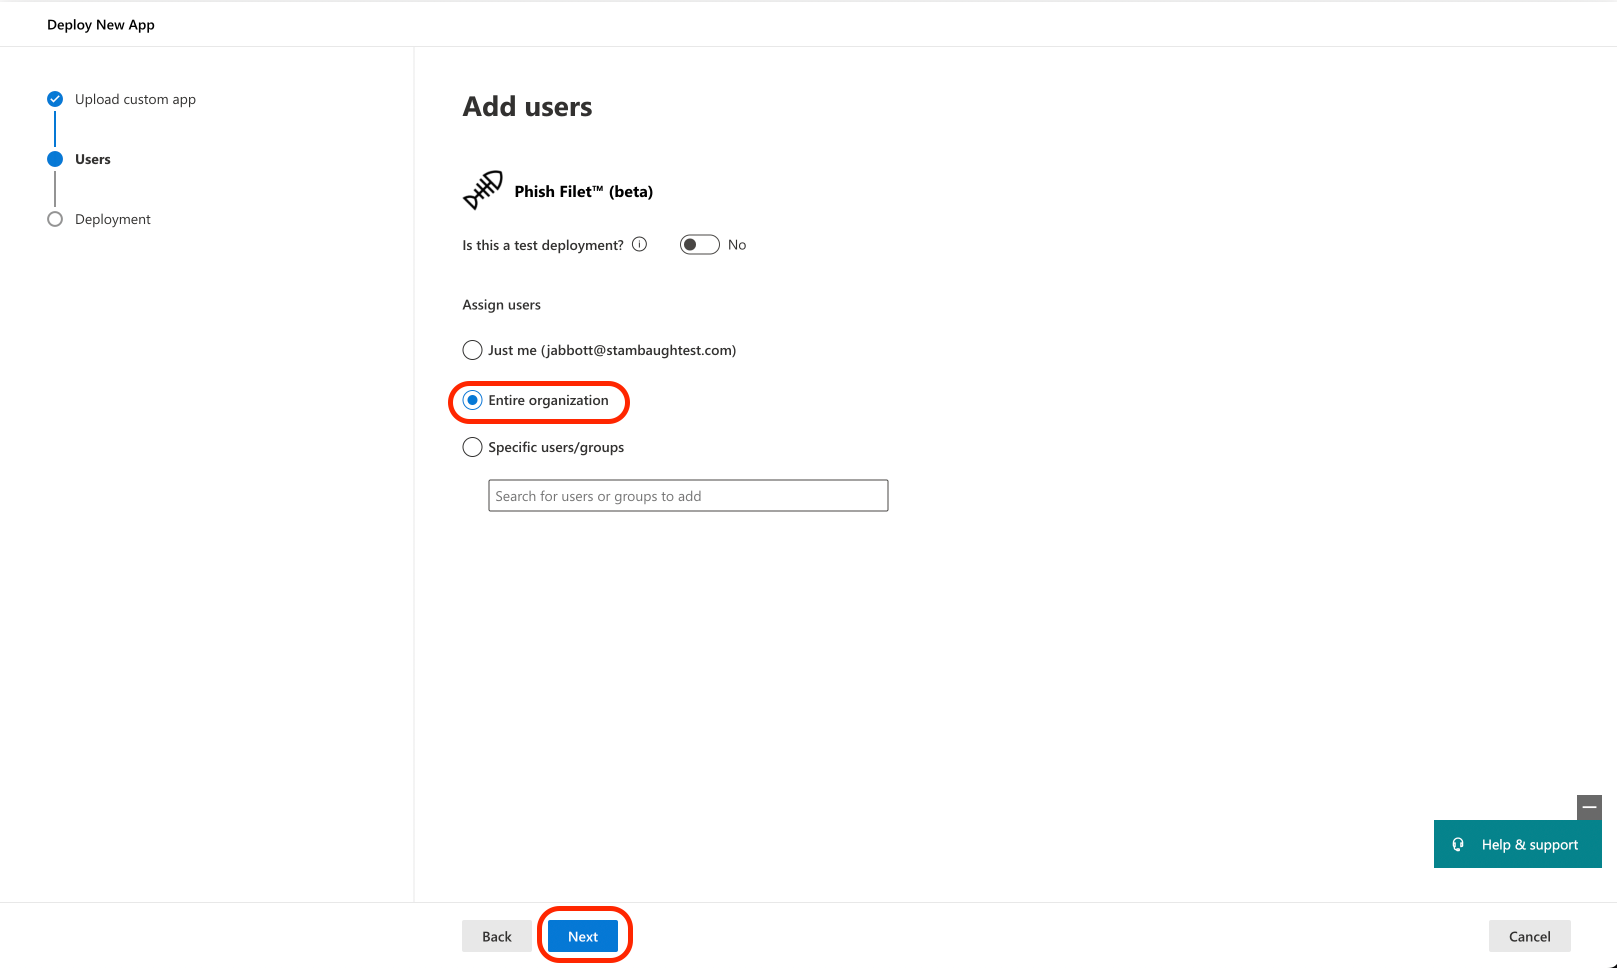 Deploy New App
Upload custom app
Users
Deployment
Add users
Phish Filet™ (beta)
Is this a test deployment? No
Assign users
Just me (jabbott@stambaughtest.com)
Entire organization
Specific users/groups
Search for users or groups to add
Help & support
Back Next Cancel